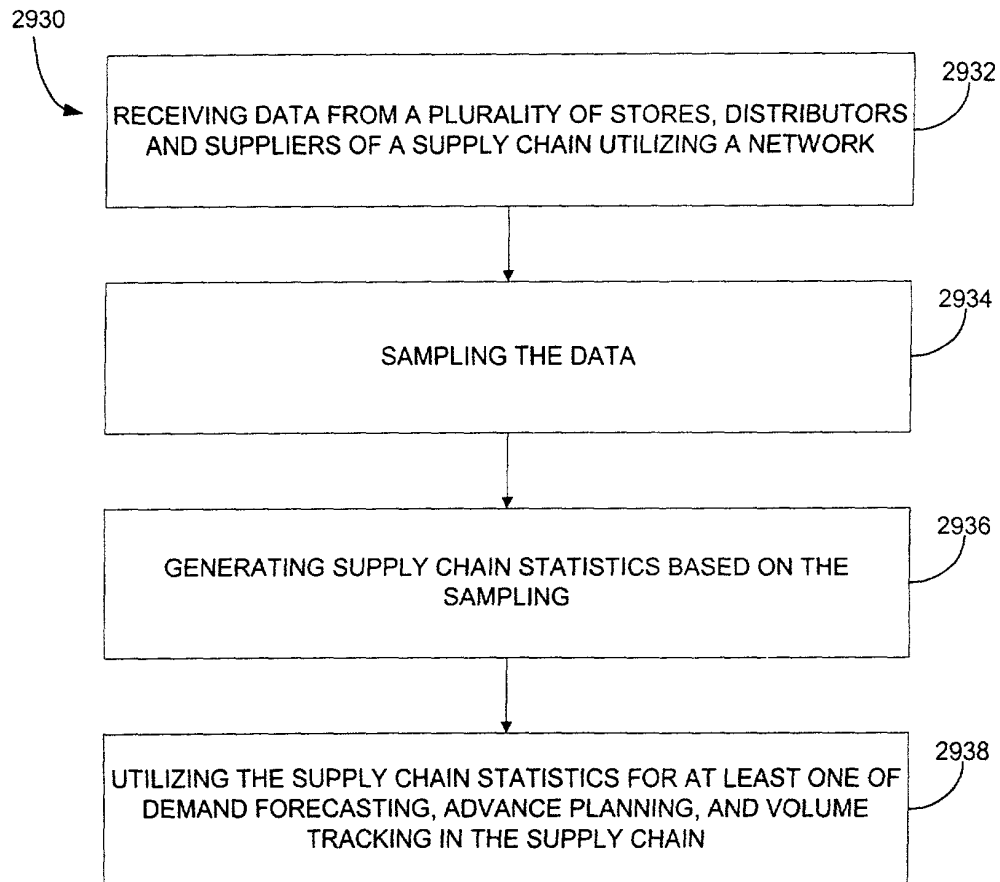 2930
2932
RECEIVING DATA FROM A PLURALITY OF STORES, DISTRIBUTORS
AND SUPPLIERS OF A SUPPLY CHAIN UTILIZING A NETWORK
2934
SAMPLING THE DATA
2936
GENERATING SUPPLY CHAIN STATISTICS BASED ON THE
SAMPLING
2938
UTILIZING THE SUPPLY CHAIN STATISTICS FOR AT LEAST ONE OF
DEMAND FORECASTING, ADVANCE PLANNING, AND VOLUME
TRACKING IN THE SUPPLY CHAIN